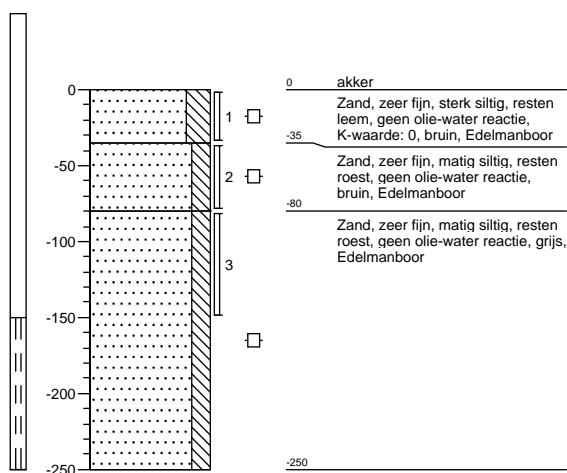 0
-50
-100
-150
-200
-250
1
2
3
0 akker
Zand, zeer fijn, sterk siltig, resten
leem, geen olie-water reactie,
K-waarde: 0, bruin, Edelmanboor
-35
Zand, zeer fijn, matig siltig, resten
roest, geen olie-water reactie,
bruin, Edelmanboor
-80
Zand, zeer fijn, matig siltig, resten
roest, geen olie-water reactie, grijs,
Edelmanboor
-250